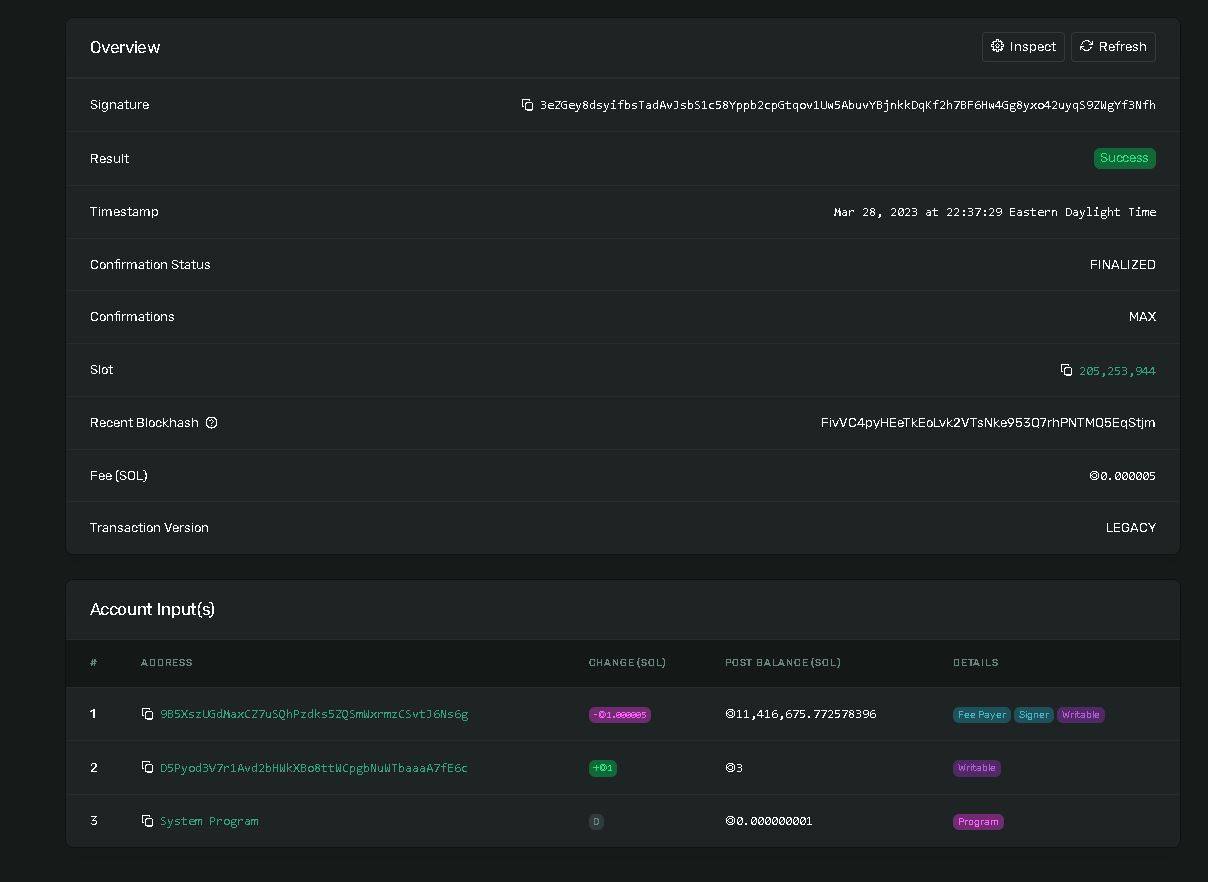 Overview
Inspect
Refresh
Signature
3eZGey8dsyifbsTadAvJsbS1c58Yppb2cpGtqov1Uw5AbuvYBjnkkDqKf2h7BF6Hw4Gg8yxo42uyqS9ZWgYf3Nfh
Result
Success
Timestamp
Mar 28, 2023 at 22:37:29 Eastern Daylight Time
Confirmation Status
FINALIZED
Confirmations
MAX
Slot
205,253,944
Recent Blockhash
FivVC4pyHEeTkEoLvk2VTsNke953Q7rhPNTMQ5EqStjm
Fee (SOL)
◎0.000005
Transaction Version
LEGACY
Account Input(s)
# ADDRESS CHANGE (SOL) POST BALANCE (SOL) DETAILS
1 9B5XszUGdMaxCZ7uSQhPzdks5ZQSmWxrmzCSvtJ6Ns6g -◎1.000005 ◎11,416,675.772578396 Fee Payer Signer Writable
2 D5Pyod3V7r1Avd2bHWkXBo8ttWCpgbNuWTbaaaA7fE6c +◎1 ◎3 Writable
3 System Program 0 ◎0.000000001 Program